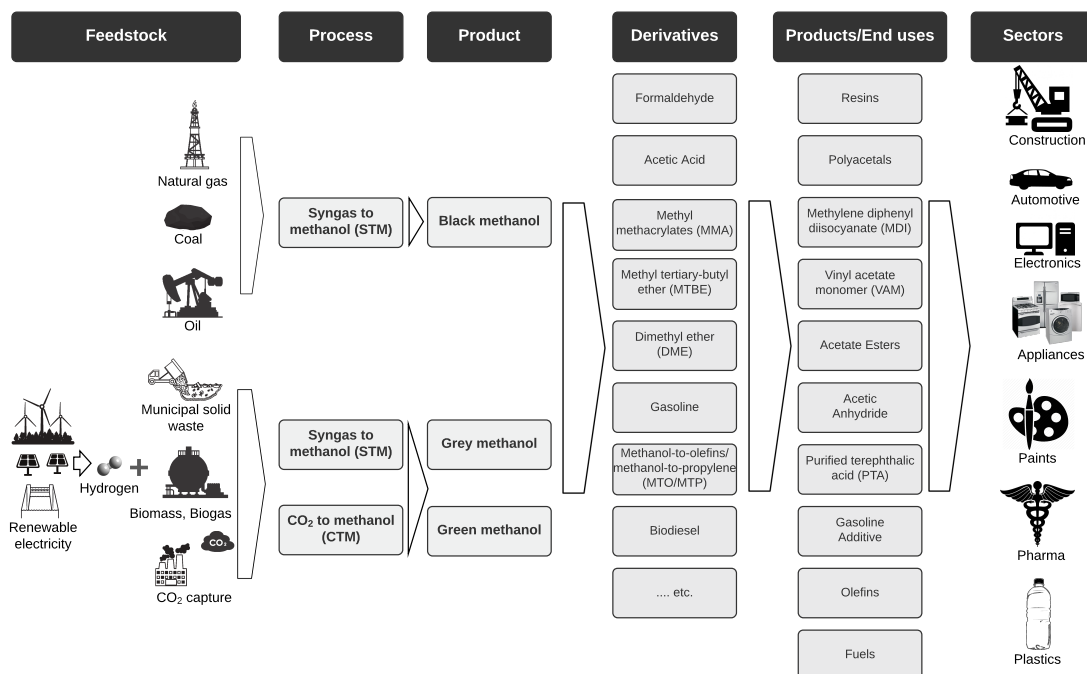 Feedstock
Process
Product
Derivatives
Products/End uses
Sectors
Natural gas
Coal
Oil
Municipal solid
waste
Hydrogen
Biomass, Biogas
Renewable
electricity
CO₂
CO₂ capture
Syngas to
methanol (STM)
Syngas to
methanol (STM)
CO₂ to methanol
(CTM)
Black methanol
Grey methanol
Green methanol
Formaldehyde
Acetic Acid
Methyl
methacrylates (MMA)
Methyl tertiary-butyl
ether (MTBE)
Dimethyl ether
(DME)
Gasoline
Methanol-to-olefins/
methanol-to-propylene
(MTO/MTP)
Biodiesel
.... etc.
Resins
Polyacetals
Methylene diphenyl
diisocyanate (MDI)
Vinyl acetate
monomer (VAM)
Acetate Esters
Acetic
Anhydride
Purified terephthalic
acid (PTA)
Gasoline
Additive
Olefins
Fuels
Construction
Automotive
Electronics
Appliances
Paints
Pharma
Plastics